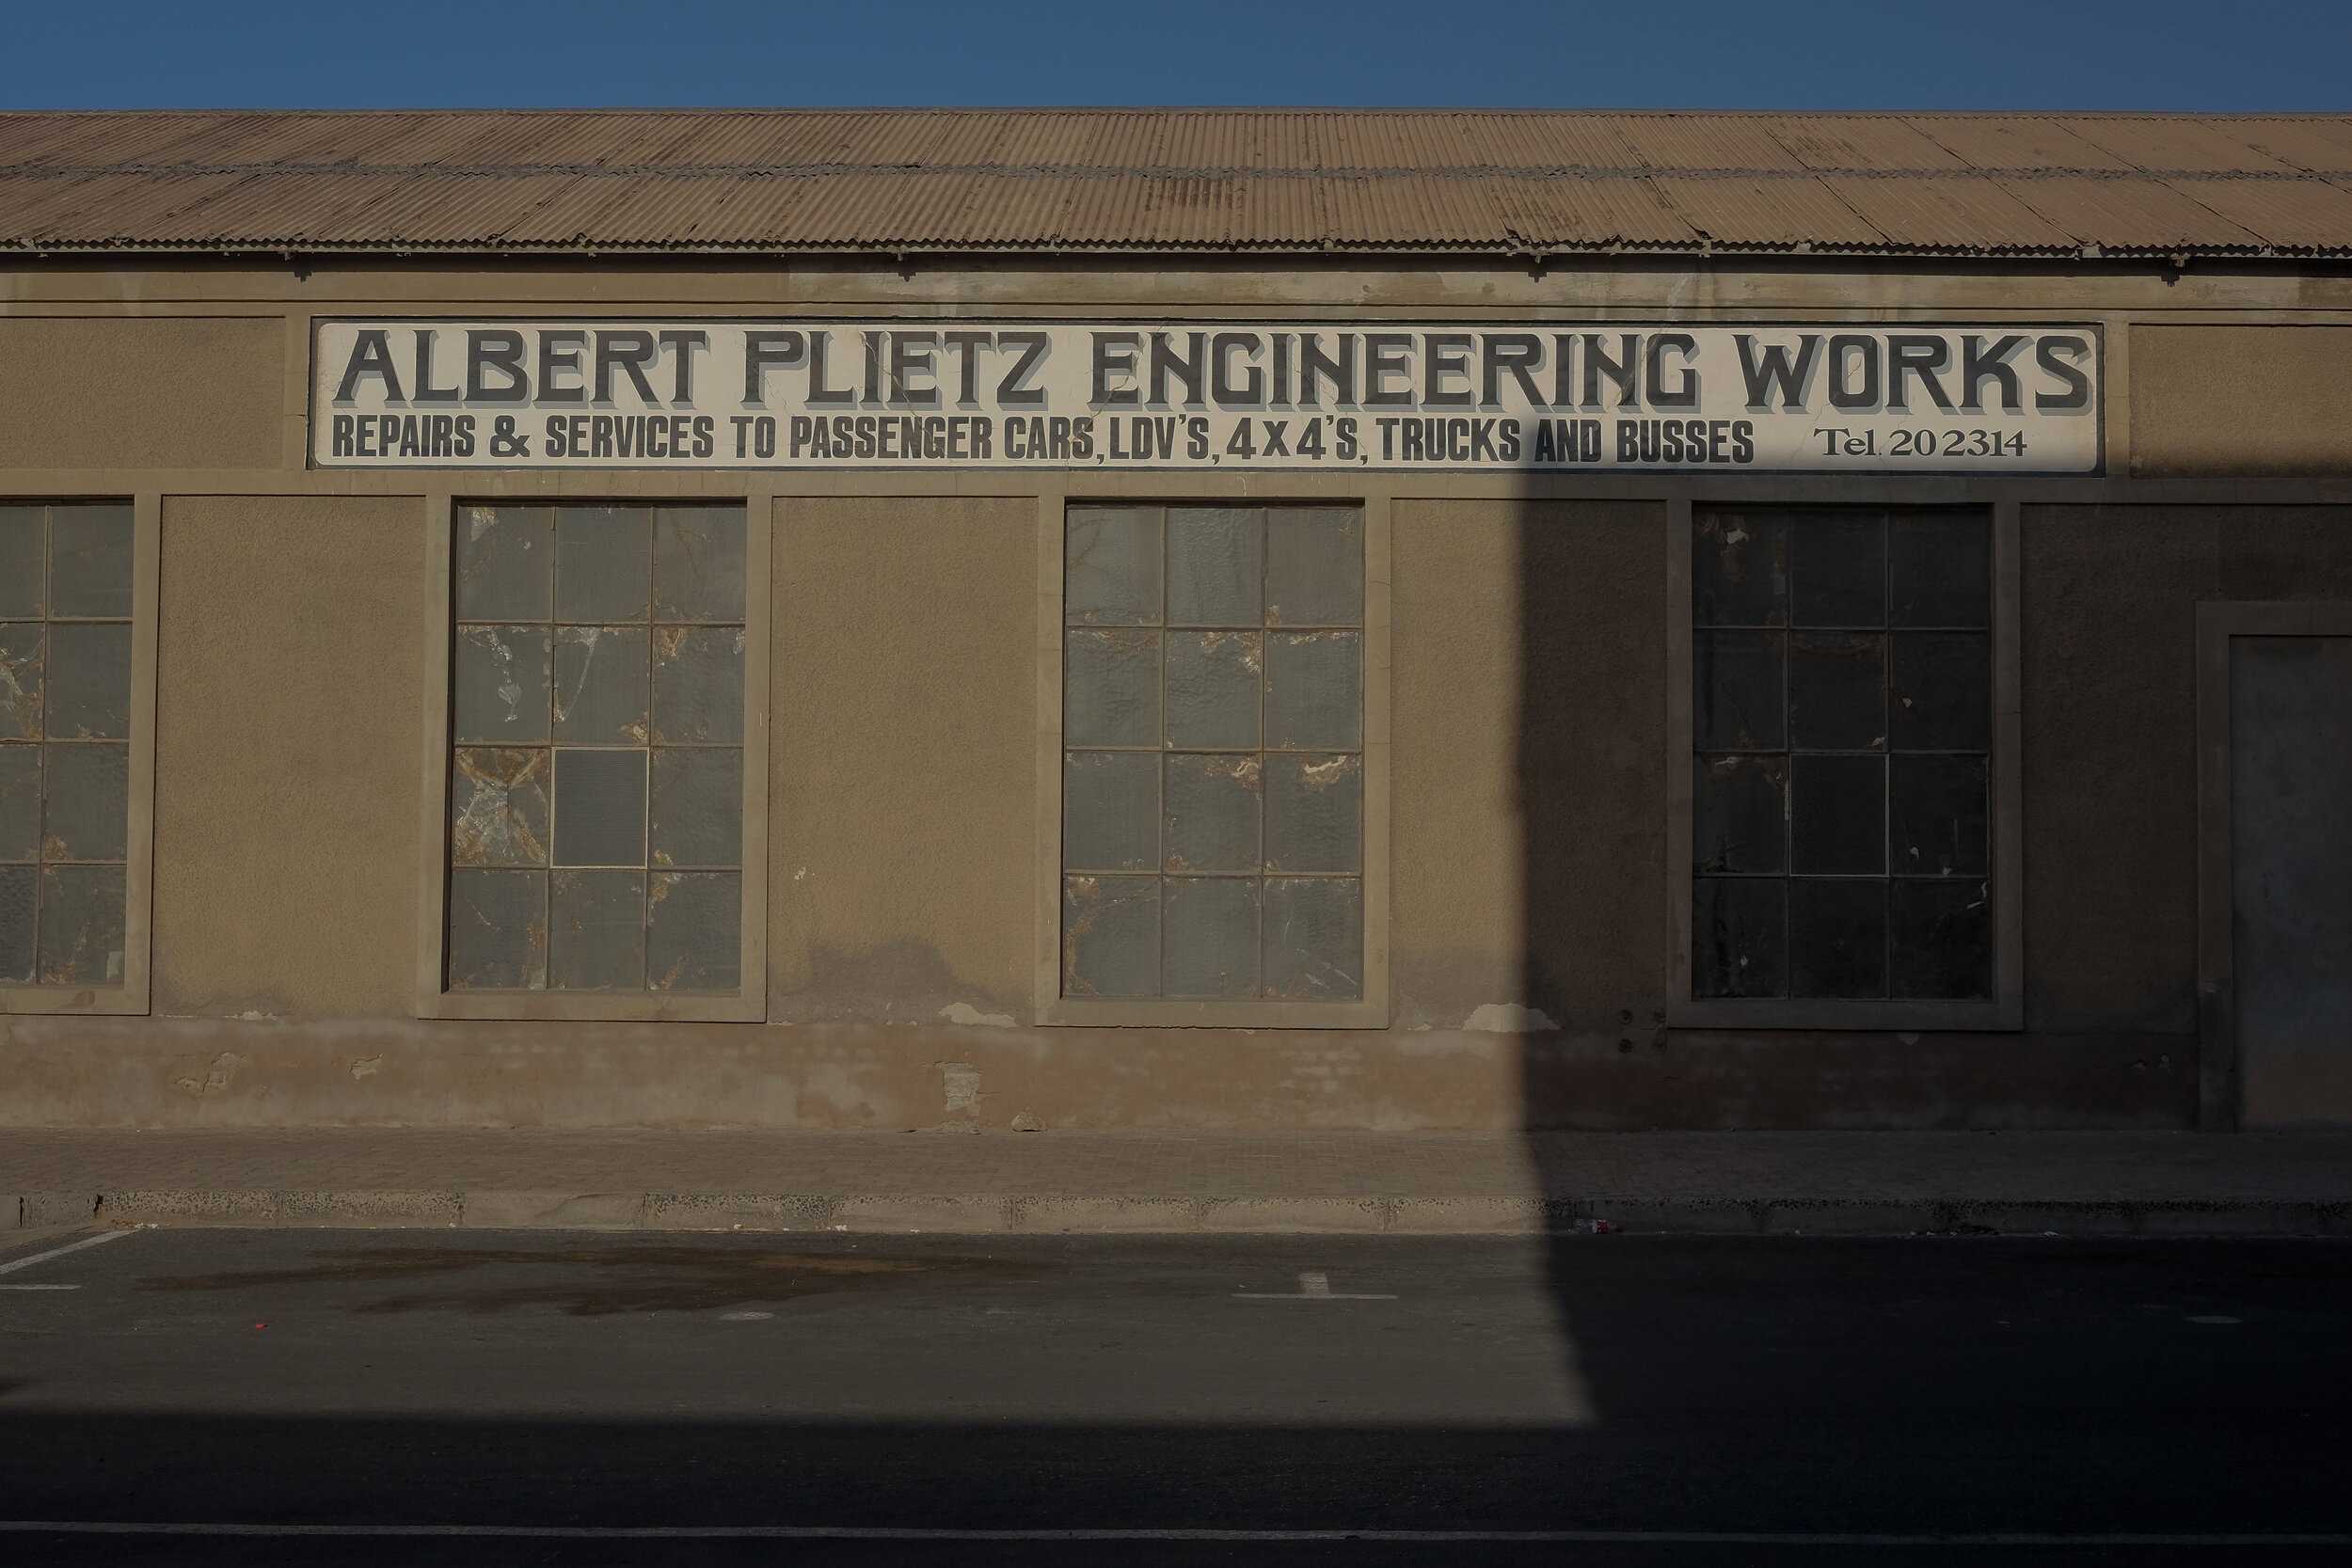 ALBERT PLIETZ ENGINEERING WORKS
REPAIRS & SERVICES TO PASSENGER CARS, LDV'S, 4X4'S, TRUCKS AND BUSSES Tel. 20 2314